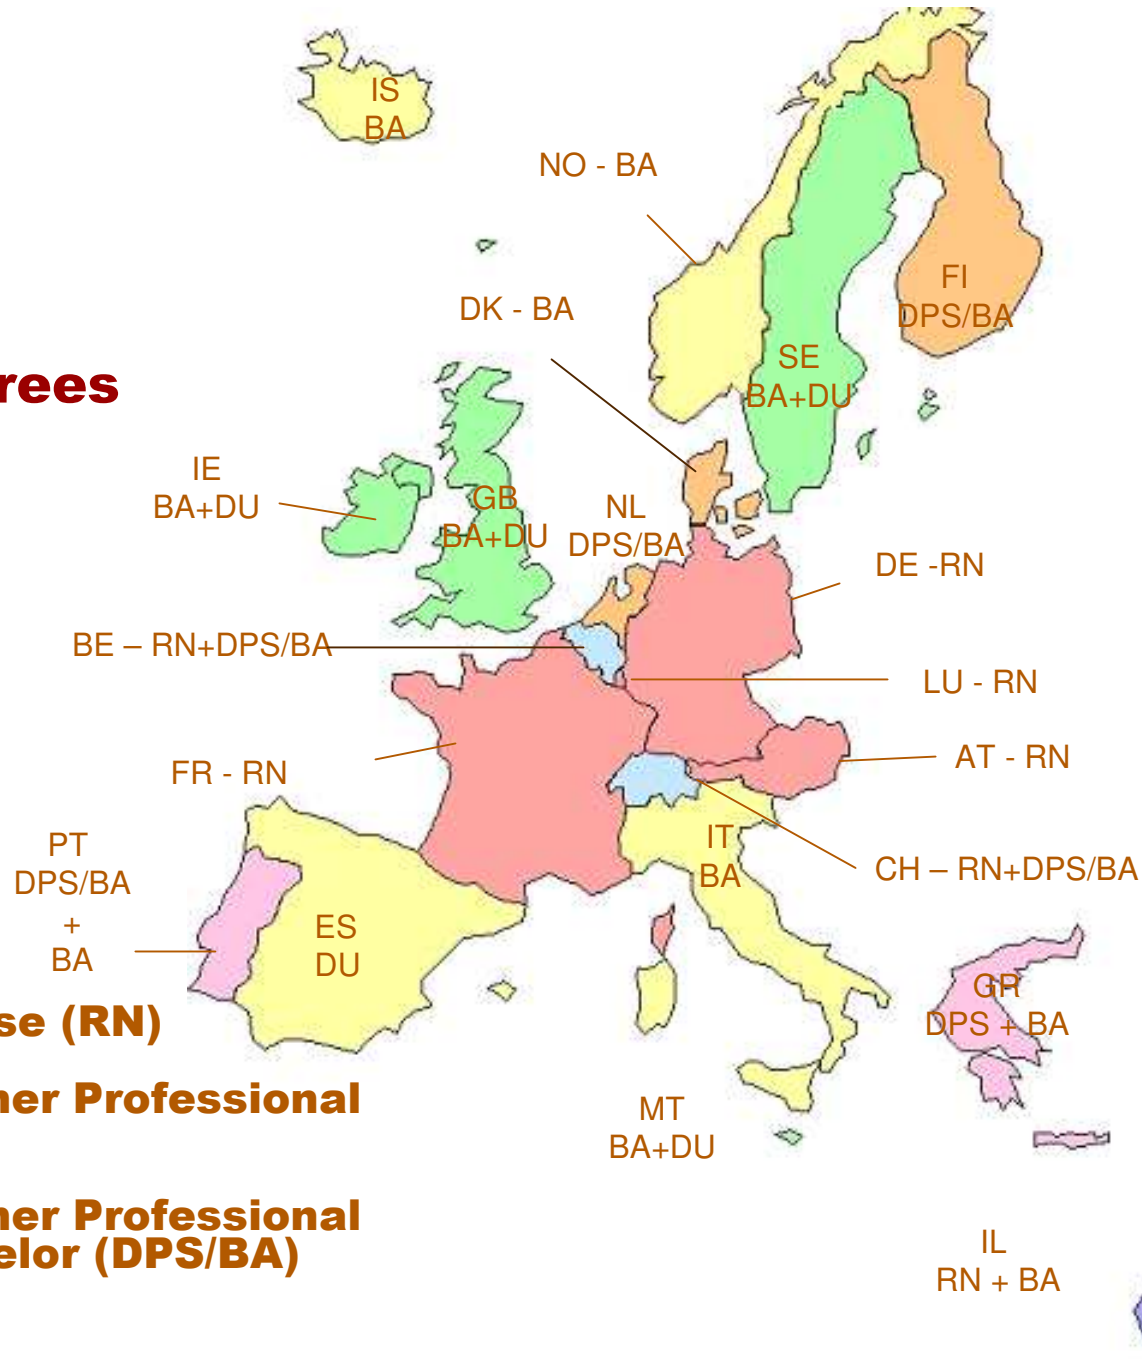 IS
BA
NO - BA
FI
DPS/BA
DK - BA
SE
BA+DU
rees
IE
BA+DU
GB
BA+DU
NL
DPS/BA
DE -RN
BE – RN+DPS/BA
LU - RN
FR - RN
AT - RN
IT
BA
CH – RN+DPS/BA
PT
DPS/BA
+
BA
ES
DU
GR
DPS + BA
se (RN)
her Professional
MT
BA+DU
her Professional
elor (DPS/BA)
IL
RN + BA